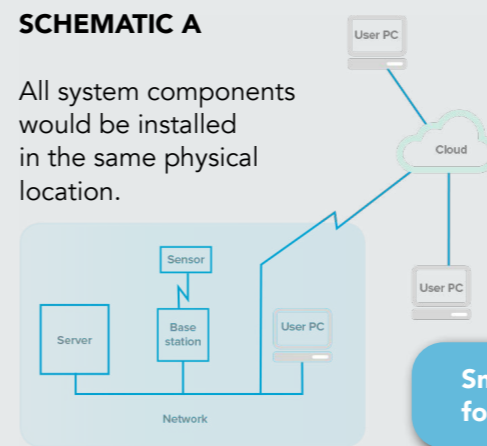 SCHEMATIC A
User PC
All system components
would be installed
in the same physical
location.
Cloud
Sensor
User PC
Server
Base
station
User PC
Network